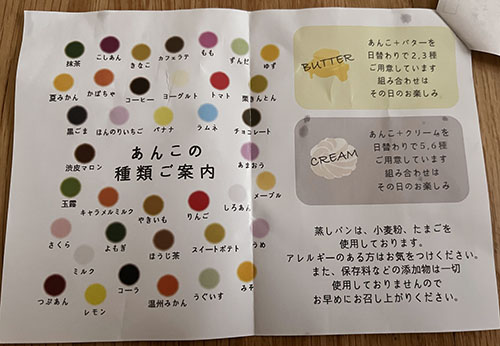 抹茶 こしあん きなこ カフェラテ もも ずんだ ゆず
夏みかん かぼちゃ コーヒー ヨーグルト トマト 栗きんとん
黒ごま ほんのりいちご バナナ ラムネ チョコレート
渋皮マロン
あんこの
種類ご案内
あまおう
玉露 キャラメルミルク やきいも りんご しろあん メープル
さくら よもぎ ほうじ茶 スイートポテト うめ
ミルク
つぶあん レモン コーラ 温州みかん うぐいす みそ
BUTTER
あんこ+バターを
日替わりで2,3種
ご用意しています
組み合わせは
その日のお楽しみ
CREAM
あんこ+クリームを
日替わりで5,6種
ご用意しています
組み合わせは
その日のお楽しみ
蒸しパンは、小麦粉、たまごを
使用しております。
アレルギーのある方はお気をつけください。
また、保存料などの添加物は一切
使用しておりませんので
お早めにお召し上がりください。